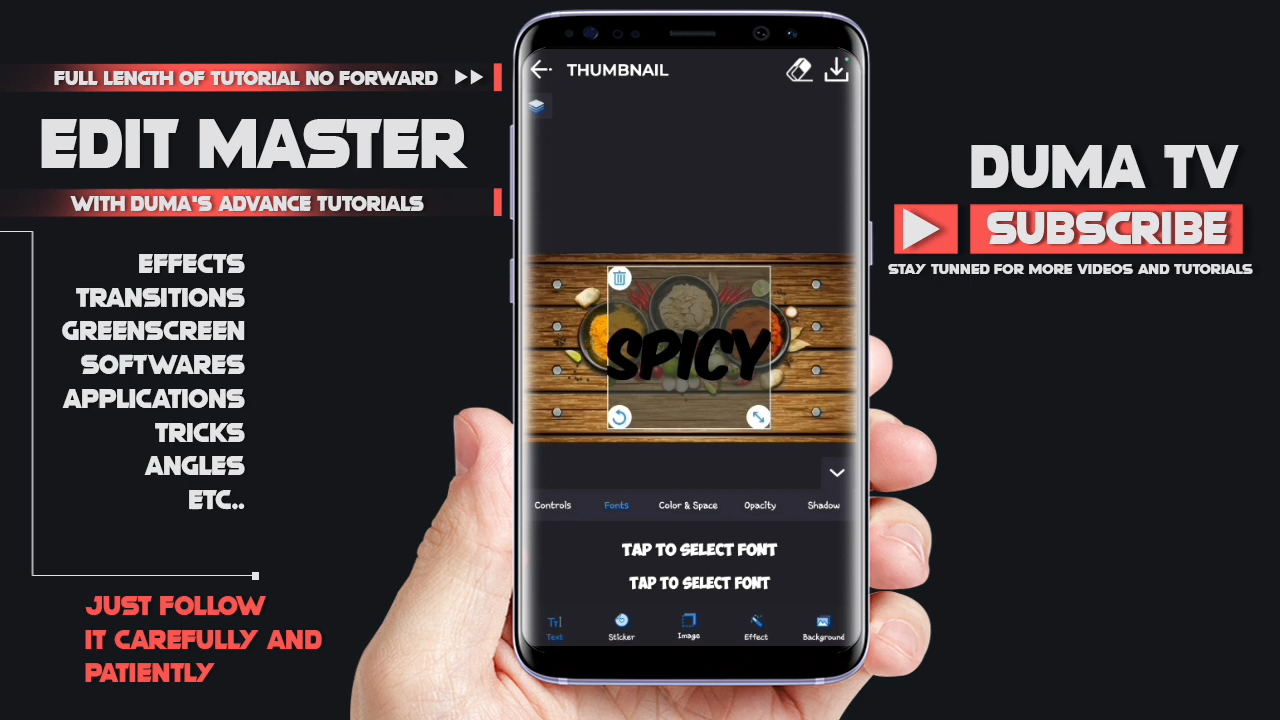 FULL LENGTH OF TUTORIAL NO FORWARD
EDIT MASTER
WITH DUMA'S ADVANCE TUTORIALS
EFFECTS
TRANSITIONS
GREENSCREEN
SOFTWARES
APPLICATIONS
TRICKS
ANGLES
ETC..
JUST FOLLOW
IT CAREFULLY AND
PATIENTLY
THUMBNAIL
SPICY
Controls Fonts Color & Space Opacity Shadow
TAP TO SELECT FONT
TAP TO SELECT FONT
TT
Text Sticker Image Effect Background
DUMA TV
SUBSCRIBE
STAY TUNNED FOR MORE VIDEOS AND TUTORIALS